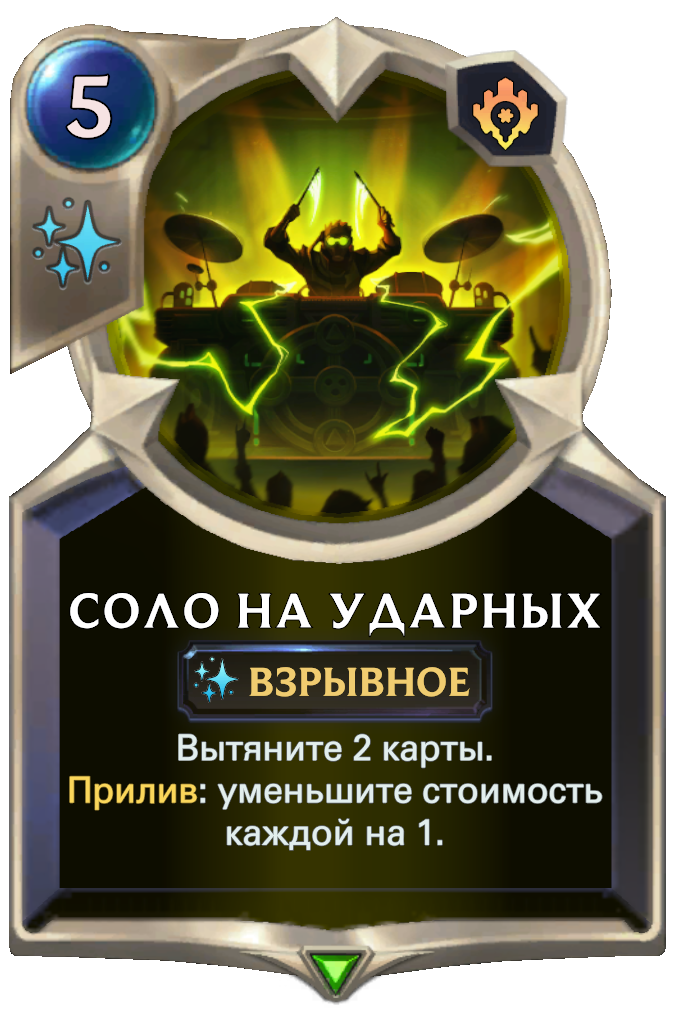 5
СОЛО НА УДАРНЫХ
ВЗРЫВНОЕ
Вытяните 2 карты.
Прилив: уменьшите стоимость
каждой на 1.